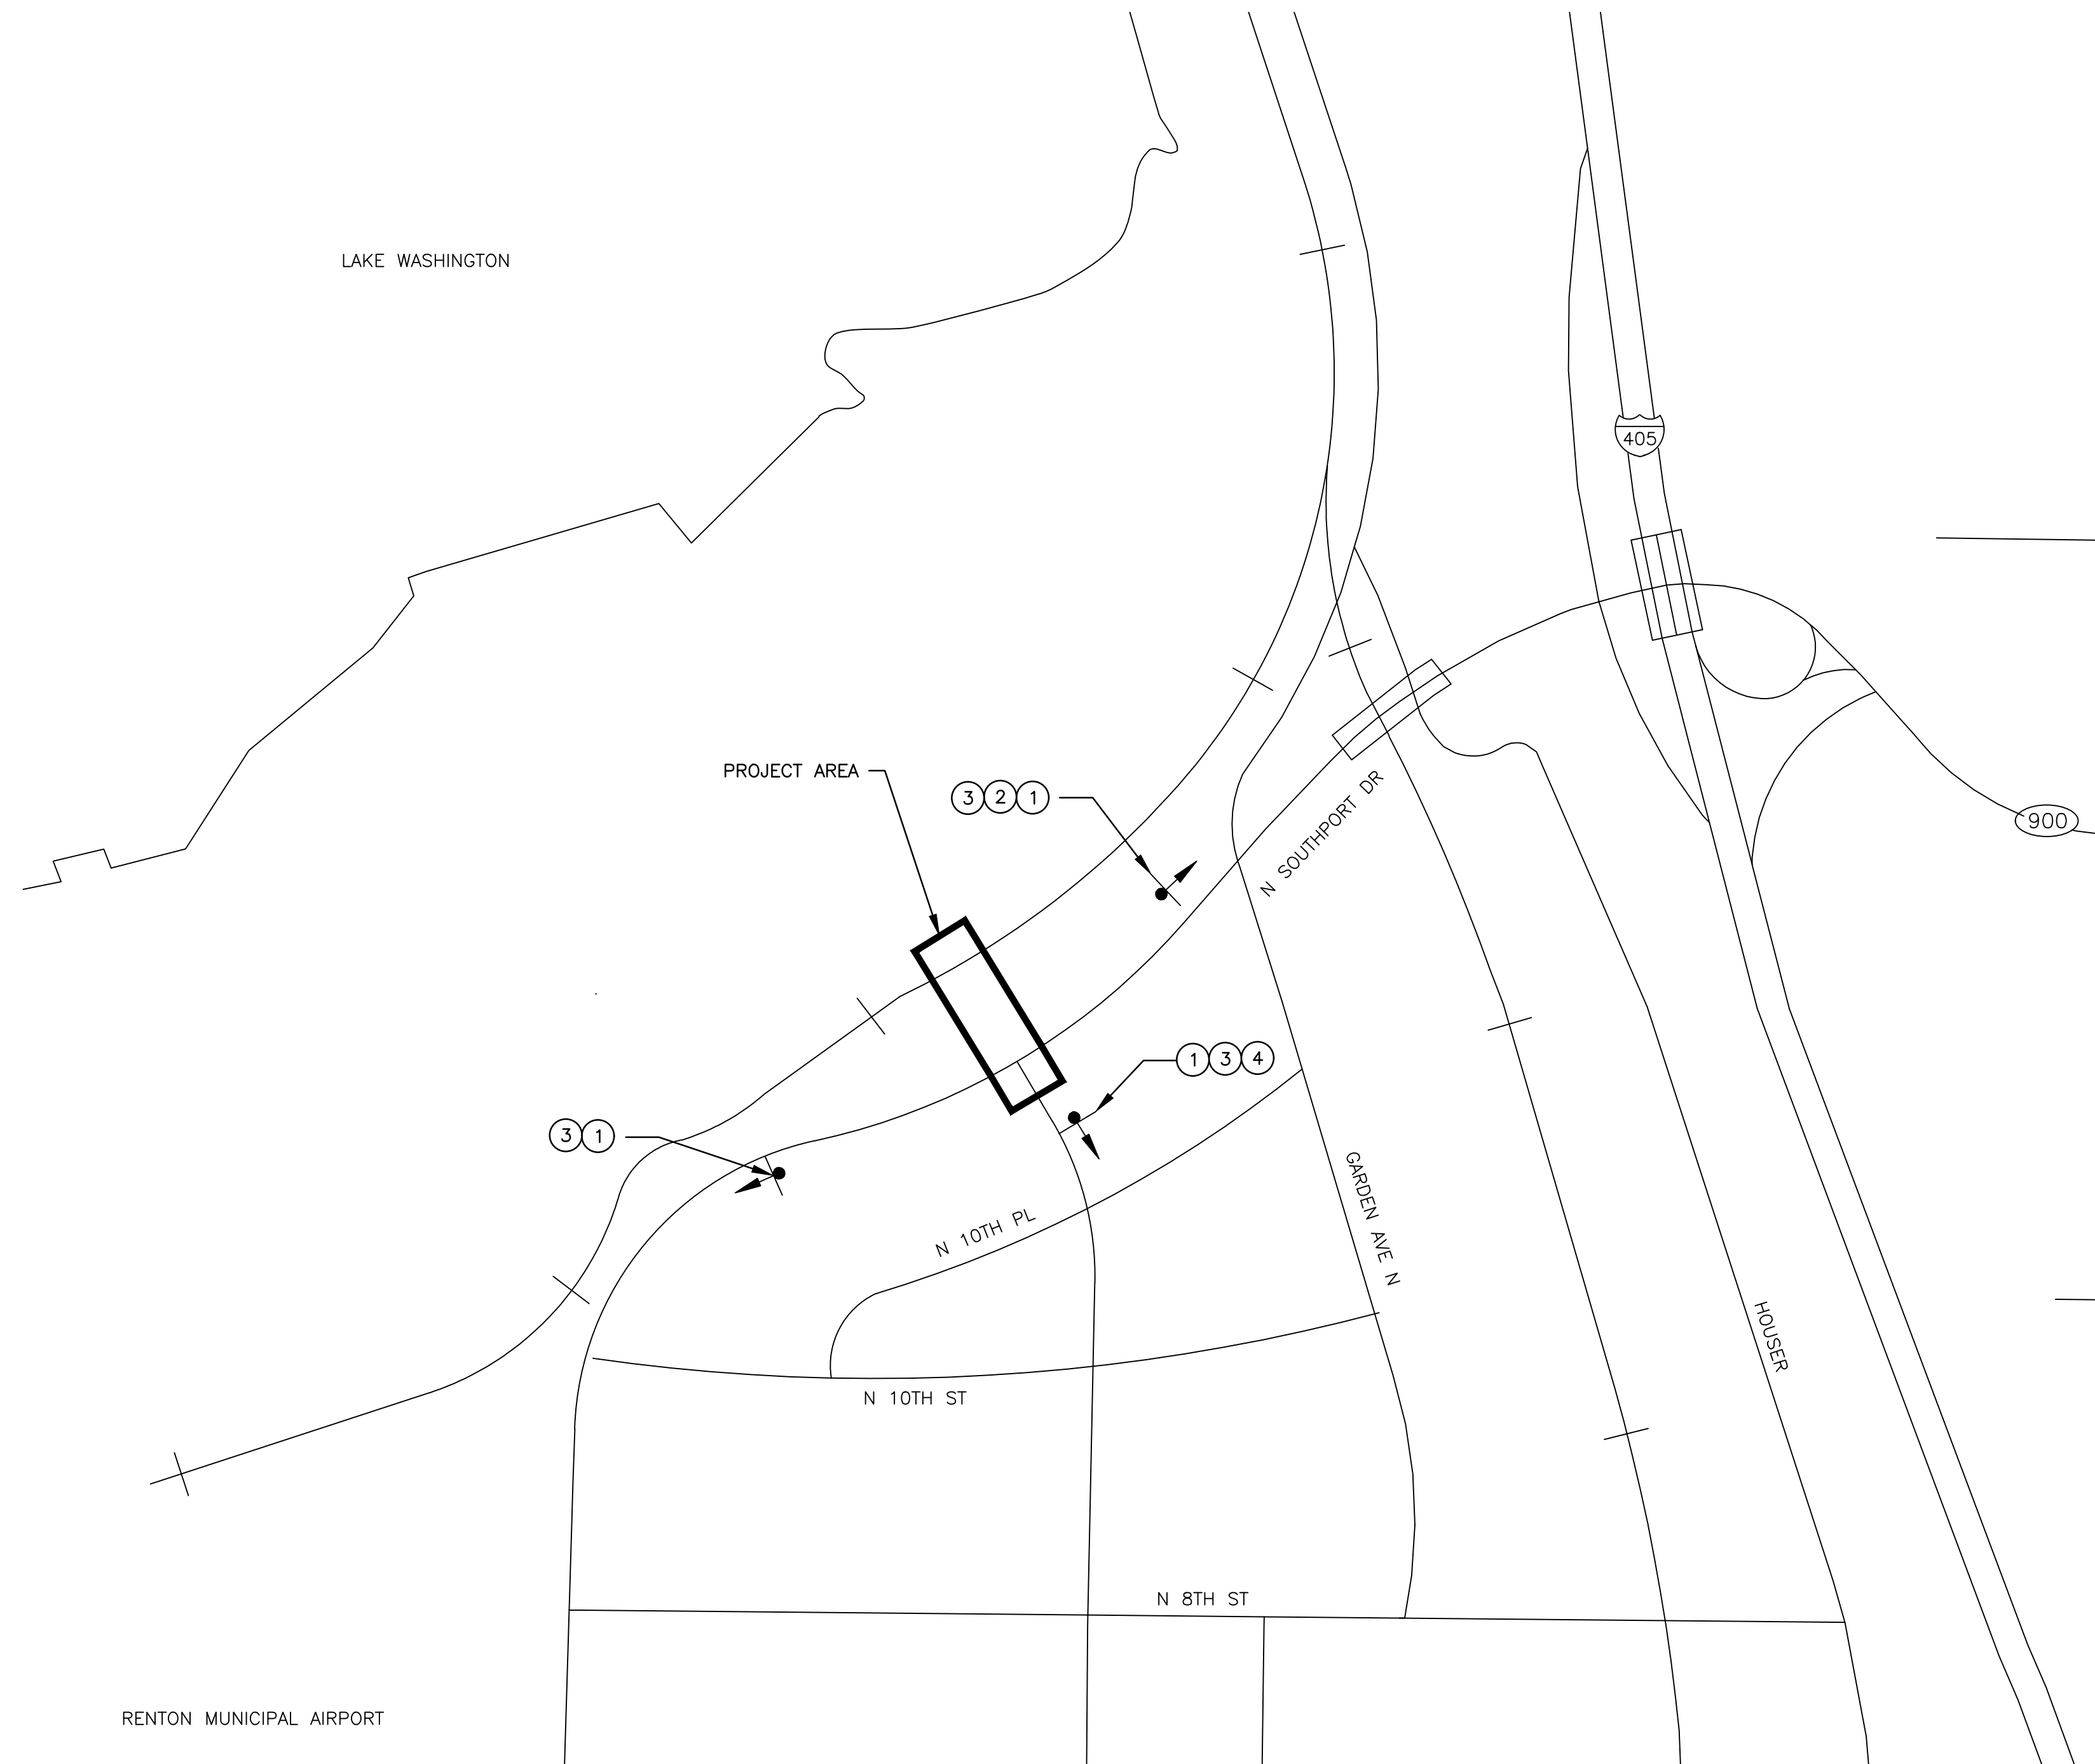 LAKE WASHINGTON
405
PROJECT AREA
3 2 1
N SOUTHPORT DR
900
1 3 4
3 1
N 10TH PL
GARDEN AVE N
HOUSER
N 10TH ST
N 8TH ST
RENTON MUNICIPAL AIRPORT